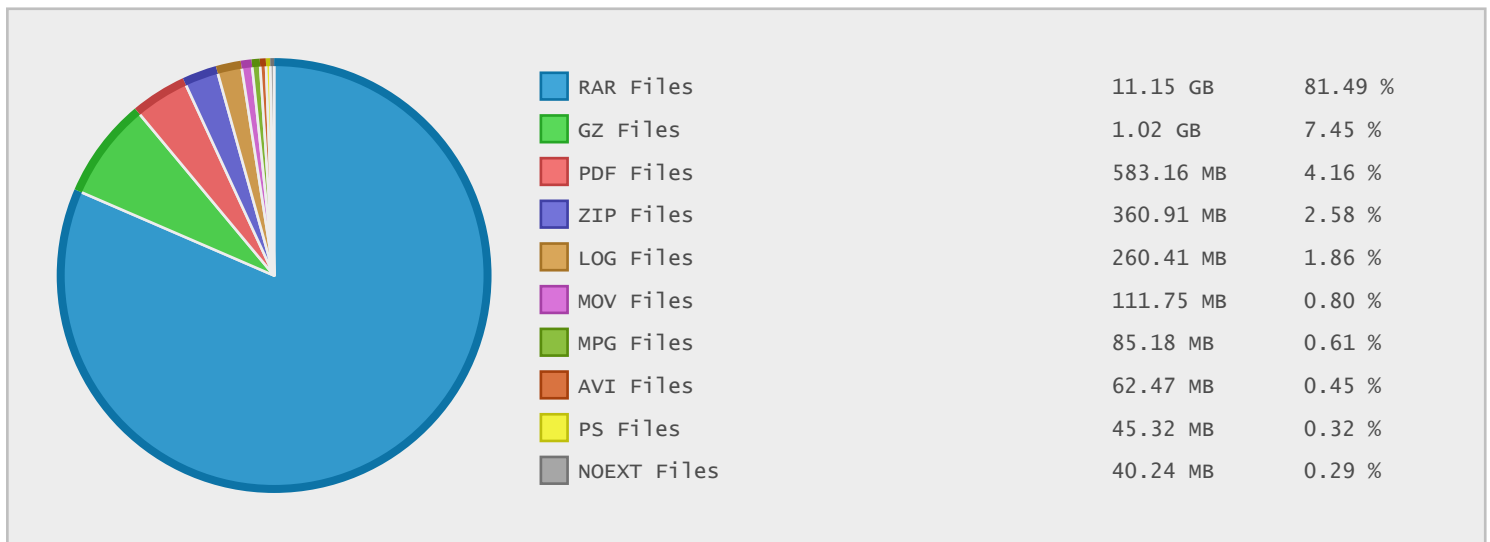 RAR Files 11.15 GB 81.49 %
GZ Files 1.02 GB 7.45 %
PDF Files 583.16 MB 4.16 %
ZIP Files 360.91 MB 2.58 %
LOG Files 260.41 MB 1.86 %
MOV Files 111.75 MB 0.80 %
MPG Files 85.18 MB 0.61 %
AVI Files 62.47 MB 0.45 %
PS Files 45.32 MB 0.32 %
NOEXT Files 40.24 MB 0.29 %